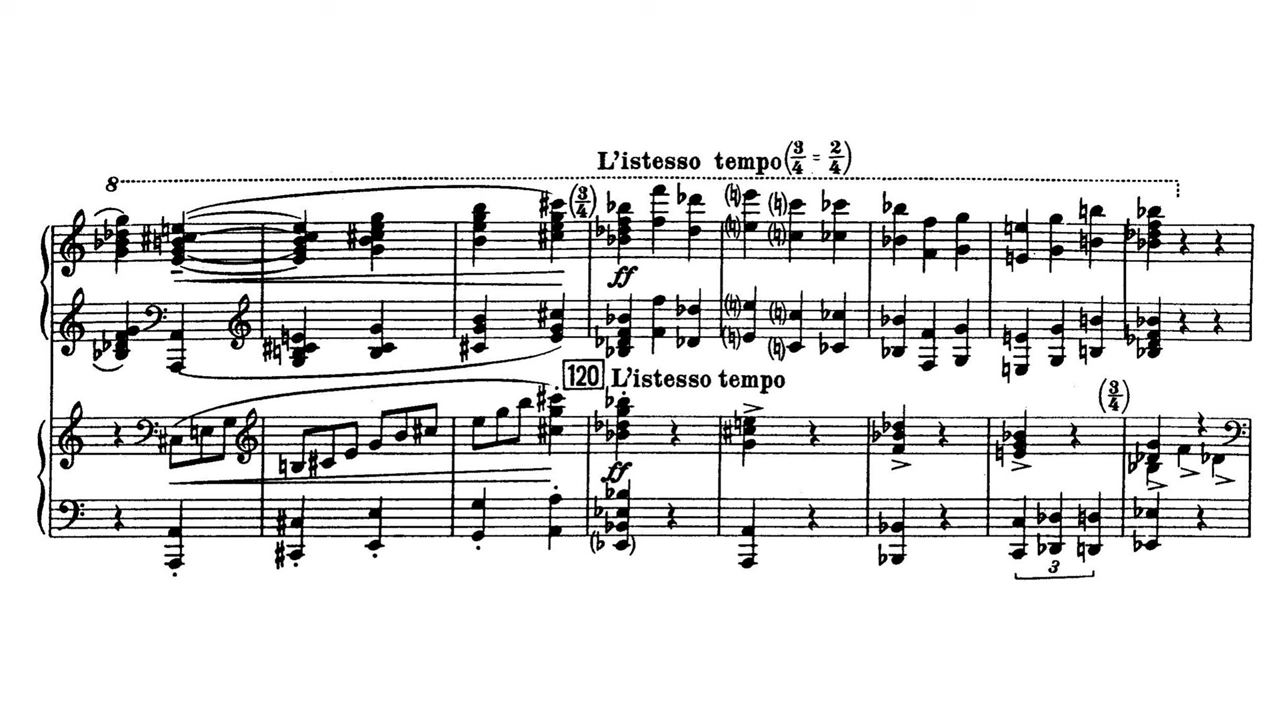 L'istesso tempo (3/4 = 2/4)
8
(3/4)
ff
120 L'istesso tempo
(3/4)
ff
3